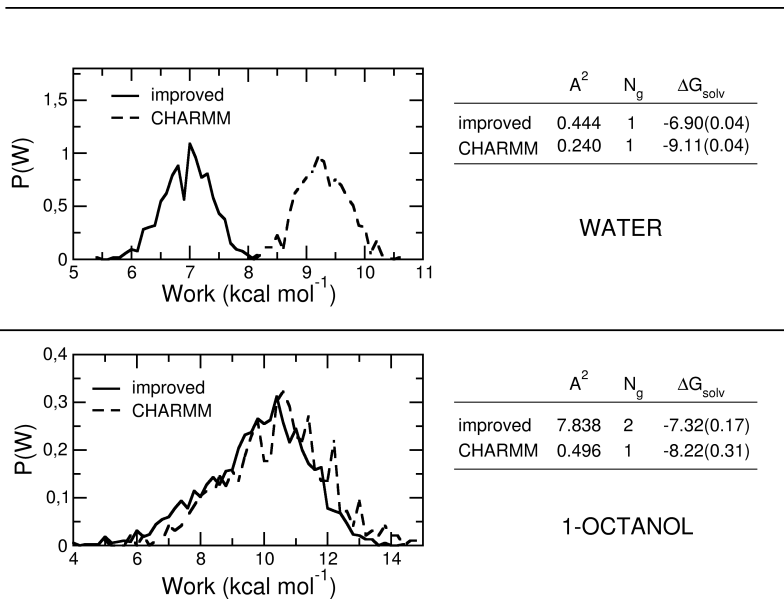 improved
CHARMM
P(W)
1,5
1
0,5
0
5 6 7 8 9 10 11
Work (kcal mol⁻¹)
A² N_g ΔG_solv
improved 0.444 1 -6.90(0.04)
CHARMM 0.240 1 -9.11(0.04)
WATER
improved
CHARMM
P(W)
0,4
0,3
0,2
0,1
0
4 6 8 10 12 14
Work (kcal mol⁻¹)
A² N_g ΔG_solv
improved 7.838 2 -7.32(0.17)
CHARMM 0.496 1 -8.22(0.31)
1-OCTANOL